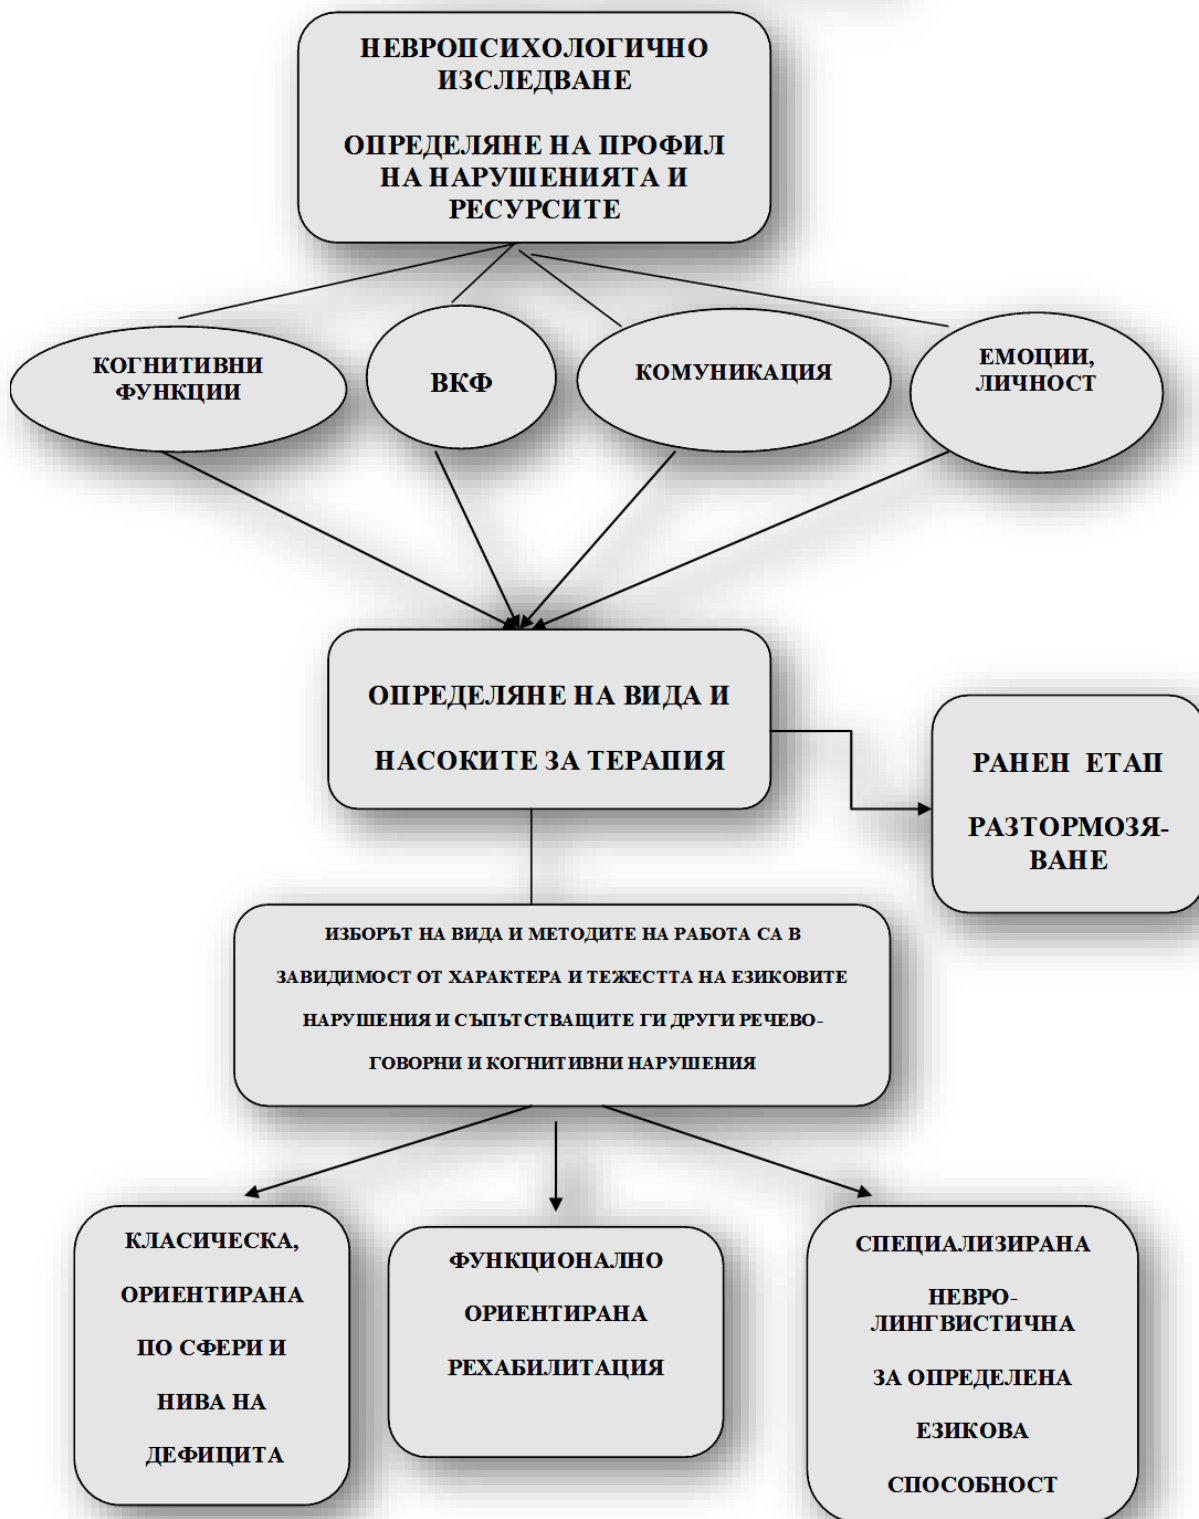 НЕВРОПСИХОЛОГИЧНО
ИЗСЛЕДВАНЕ
ОПРЕДЕЛЯНЕ НА ПРОФИЛ
НА НАРУШЕНИЯТА И
РЕСУРСИТЕ
КОГНИТИВНИ
ФУНКЦИИ
ВКФ
КОМУНИКАЦИЯ
ЕМОЦИИ,
ЛИЧНОСТ
ОПРЕДЕЛЯНЕ НА ВИДА И
НАСОКИТЕ ЗА ТЕРАПИЯ
РАНЕН ЕТАП
РАЗТОРМОЗЯ-
ВАНЕ
ИЗБОРЪТ НА ВИДА И МЕТОДИТЕ НА РАБОТА СА В
ЗАВИДИМОСТ ОТ ХАРАКТЕРА И ТЕЖЕСТТА НА ЕЗИКОВИТЕ
НАРУШЕНИЯ И СЪПЪТСТВАЩИТЕ ГИ ДРУГИ РЕЧЕВО-
ГОВОРНИ И КОГНИТИВНИ НАРУШЕНИЯ
КЛАСИЧЕСКА,
ОРИЕНТИРАНА
ПО СФЕРИ И
НИВА НА
ДЕФИЦИТА
ФУНКЦИОНАЛНО
ОРИЕНТИРАНА
РЕХАБИЛИТАЦИЯ
СПЕЦИАЛИЗИРАНА
НЕВРО-
ЛИНГВИСТИЧНА
ЗА ОПРЕДЕЛЕНА
ЕЗИКОВА
СПОСОБНОСТ